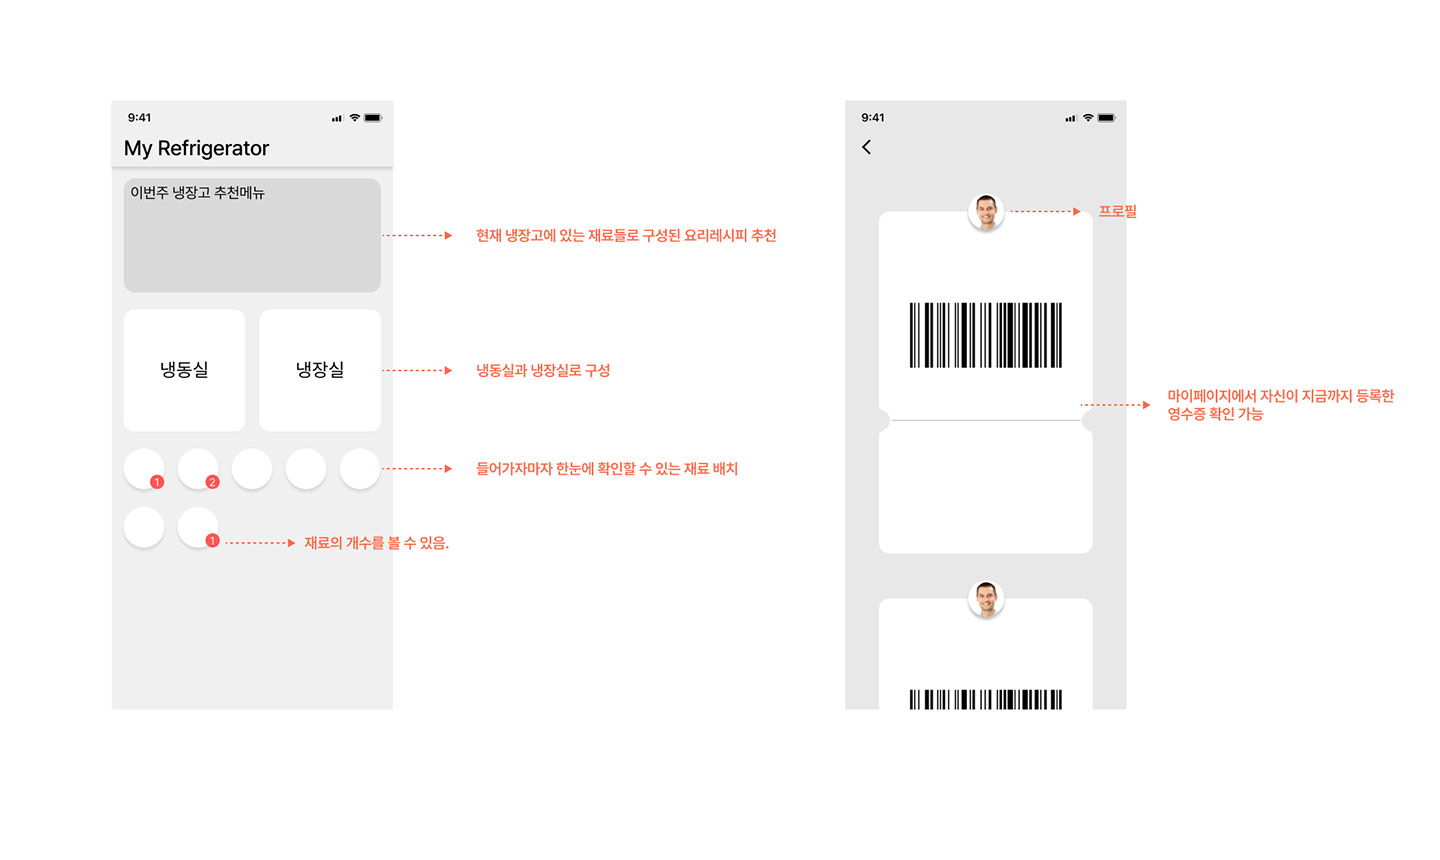 9:41
My Refrigerator
이번주 냉장고 추천메뉴
현재 냉장고에 있는 재료들로 구성된 요리레시피 추천
냉동실
냉장실
냉동실과 냉장실로 구성
1
2
들어가자마자 한눈에 확인할 수 있는 재료 배치
1
재료의 개수를 볼 수 있음.
9:41
프로필
마이페이지에서 자신이 지금까지 등록한
영수증 확인 가능